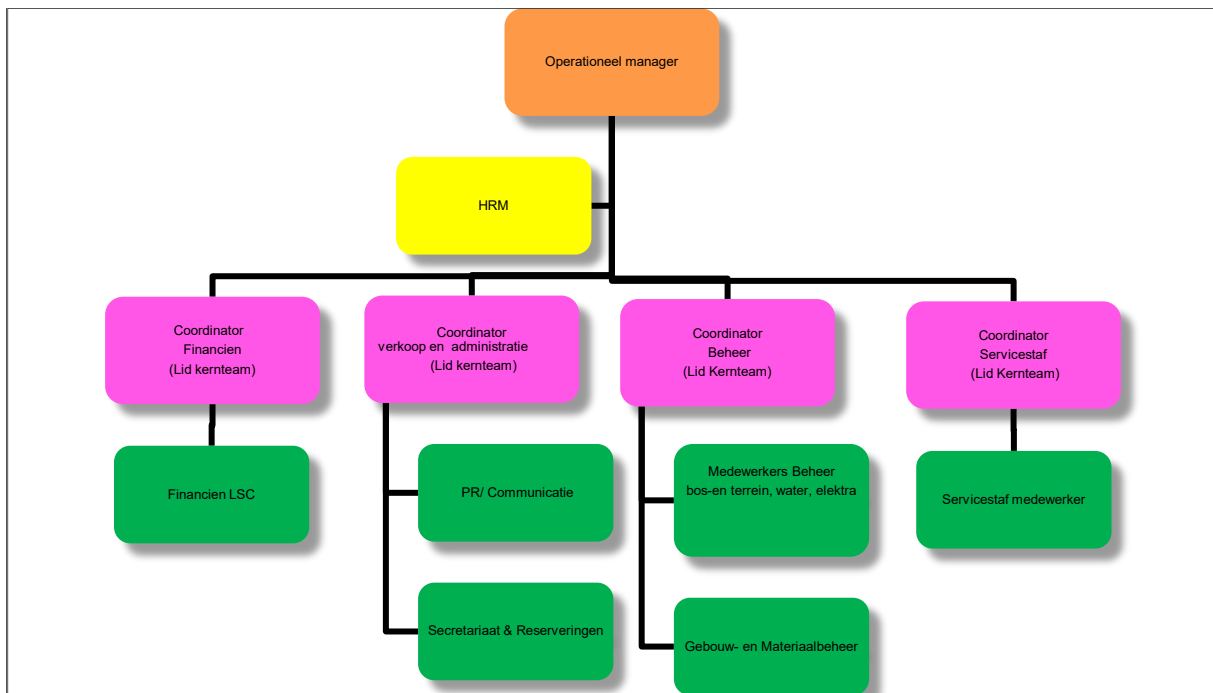 Operationeel manager
HRM
Coordinator
Financien
(Lid kernteam)
Coordinator
verkoop en administratie
(Lid kernteam)
Coordinator
Beheer
(Lid Kernteam)
Coordinator
Servicestaf
(Lid Kernteam)
Financien LSC
PR/ Communicatie
Medewerkers Beheer
bos-en terrein, water, elektra
Servicestaf medewerker
Secretariaat & Reserveringen
Gebouw- en Materiaalbeheer